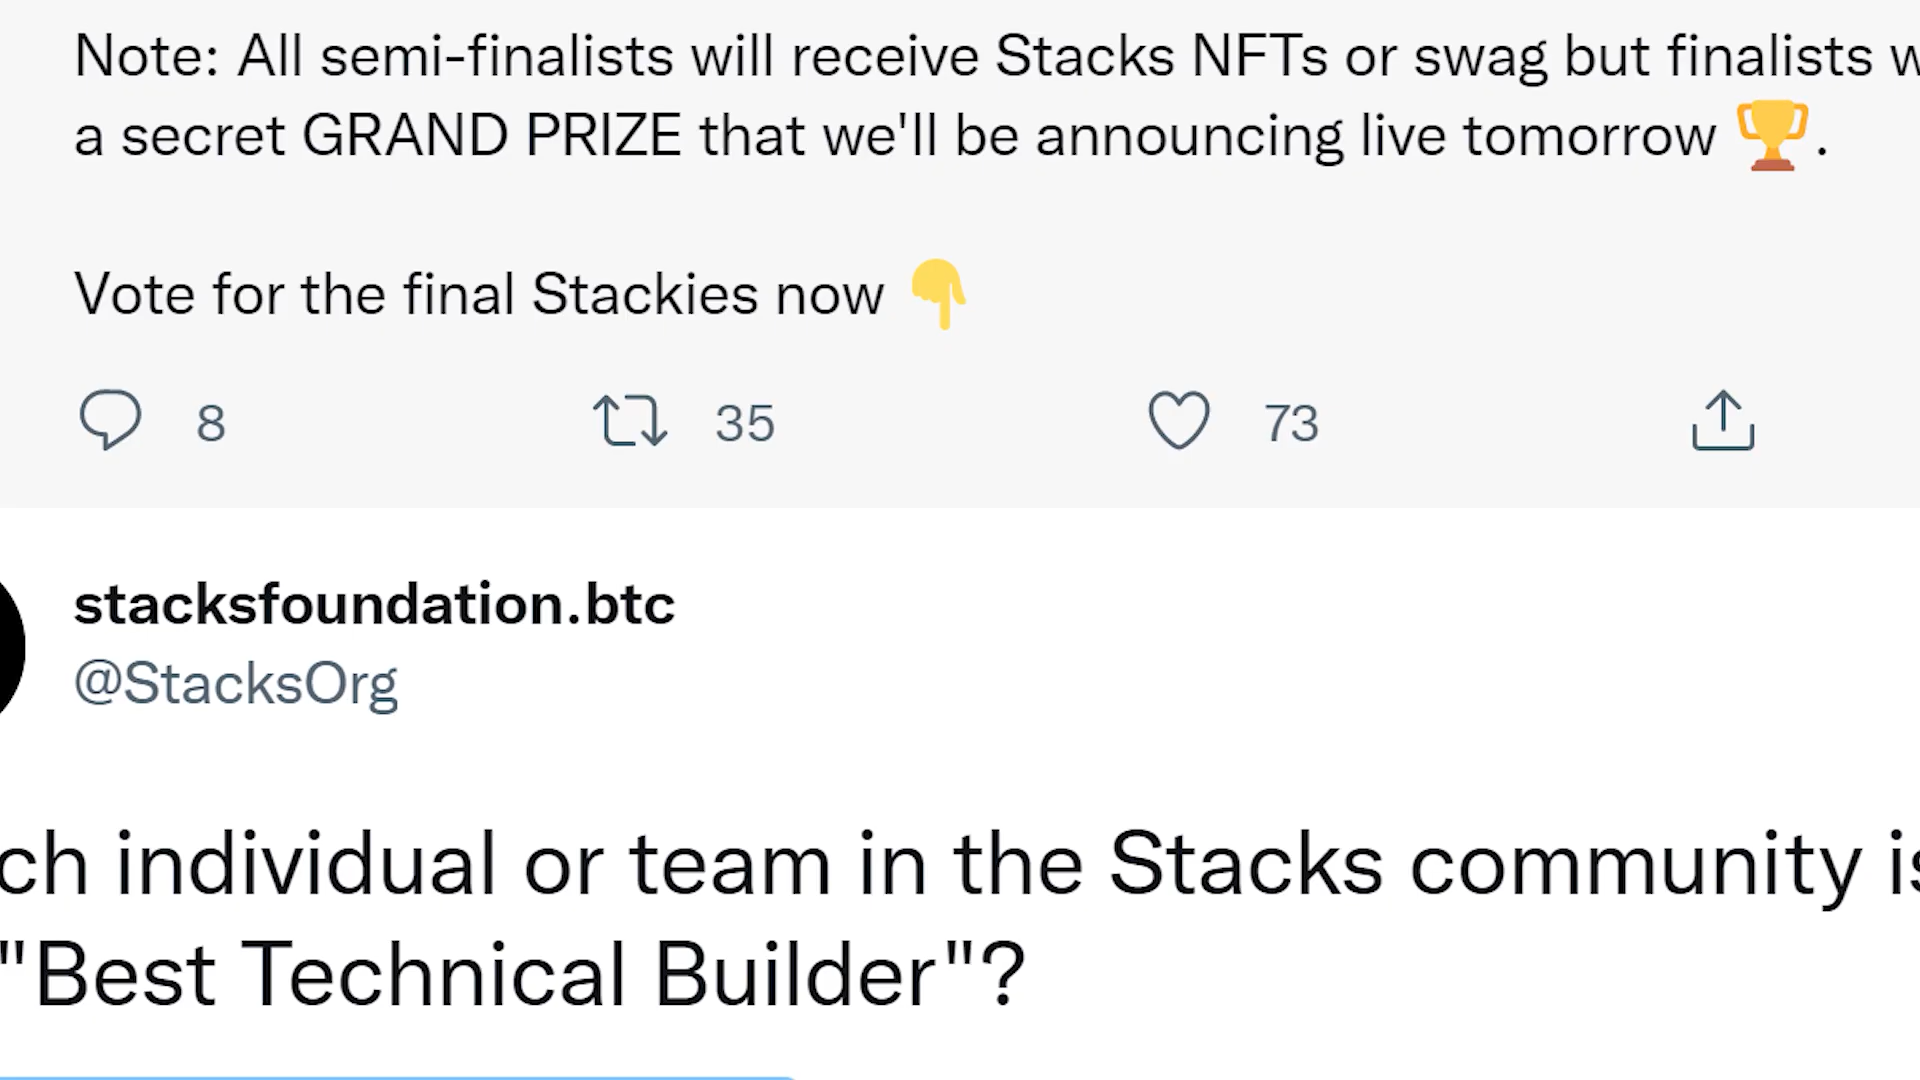 Note: All semi-finalists will receive Stacks NFTs or swag but finalists
a secret GRAND PRIZE that we'll be announcing live tomorrow 🏆.
Vote for the final Stackies now 👇
8 35 73
stacksfoundation.btc
@StacksOrg
ch individual or team in the Stacks community is
"Best Technical Builder"?